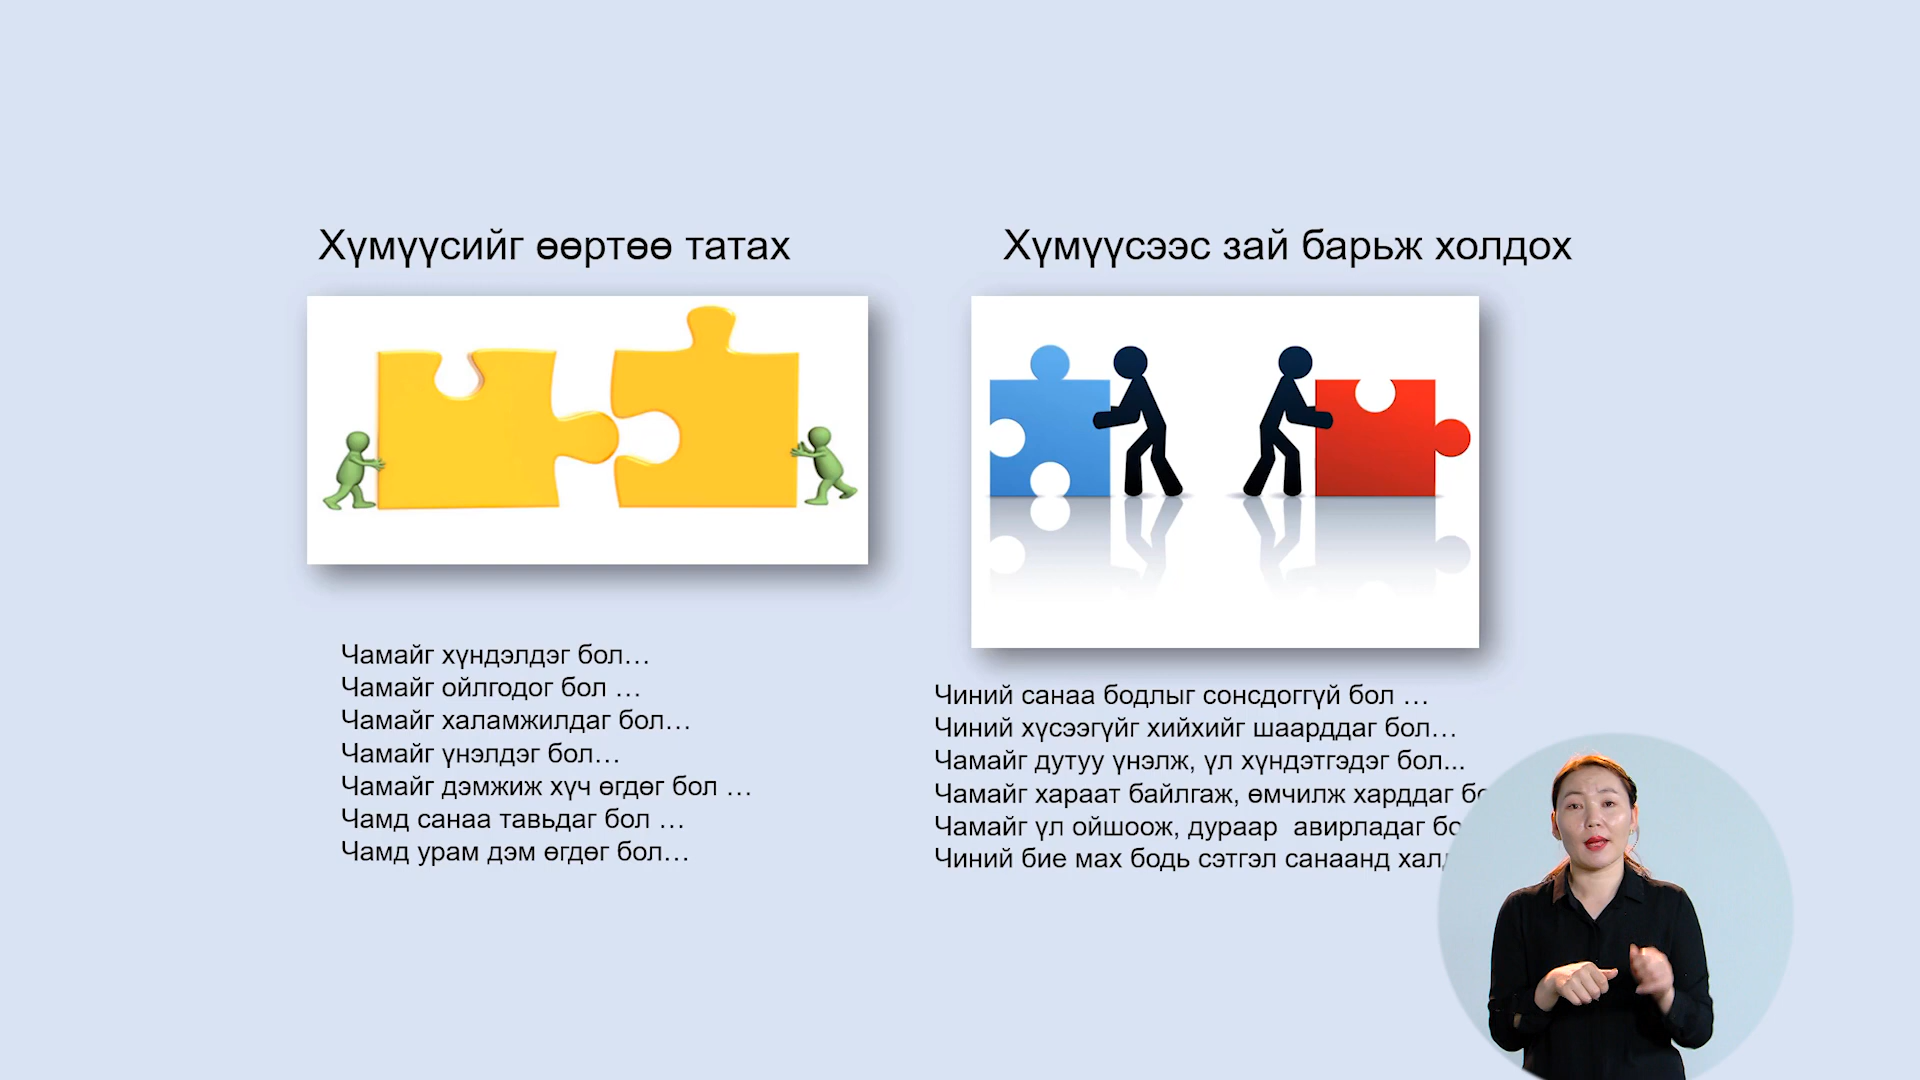 Хүмүүсийг өөртөө татах
Чамайг хүндэлдэг бол…
Чамайг ойлгодог бол …
Чамайг халамжилдаг бол…
Чамайг үнэлдэг бол…
Чамайг дэмжиж хүч өгдөг бол …
Чамд санаа тавьдаг бол …
Чамд урам дэм өгдөг бол…
Хүмүүсээс зай барьж холдох
Чиний санаа бодлыг сонсдоггүй бол …
Чиний хүсээгүйг хийхийг шаарддаг бол…
Чамайг дутуу үнэлж, үл хүндэтгэдэг бол...
Чамайг хараат байлгаж, өмчилж харддаг
Чамайг үл ойшоож, дураар авирладаг
Чиний бие мах бодь сэтгэл санаанд